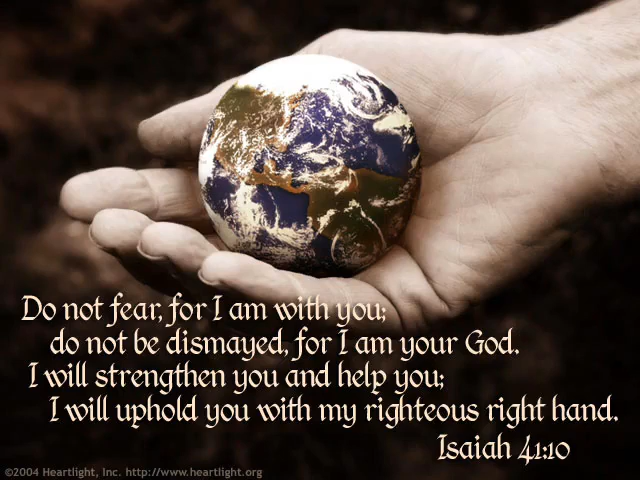 Do not fear, for I am with you;
do not be dismayed, for I am your God.
I will strengthen you and help you;
I will uphold you with my righteous right hand.
Isaiah 41:10
©2004 Heartlight, Inc. http://www.heartlight.org